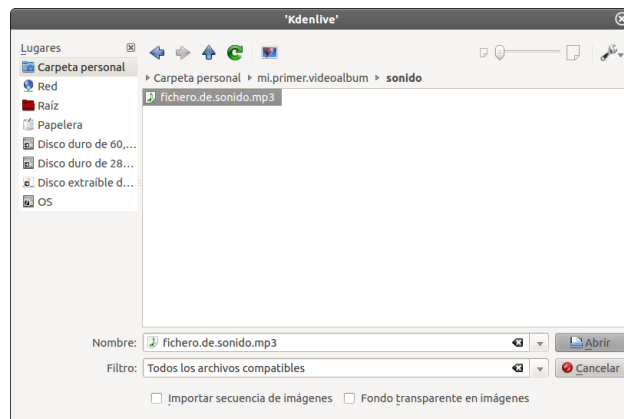 'Kdenlive'
Lugares
Carpeta personal
Red
Raíz
Papelera
Disco duro de 60,...
Disco duro de 28...
Disco extraíble d...
OS
Carpeta personal mi.primer.videoalbum sonido
fichero.de.sonido.mp3
Nombre: fichero.de.sonido.mp3 Abrir
Filtro: Todos los archivos compatibles Cancelar
Importar secuencia de imágenes Fondo transparente en imágenes